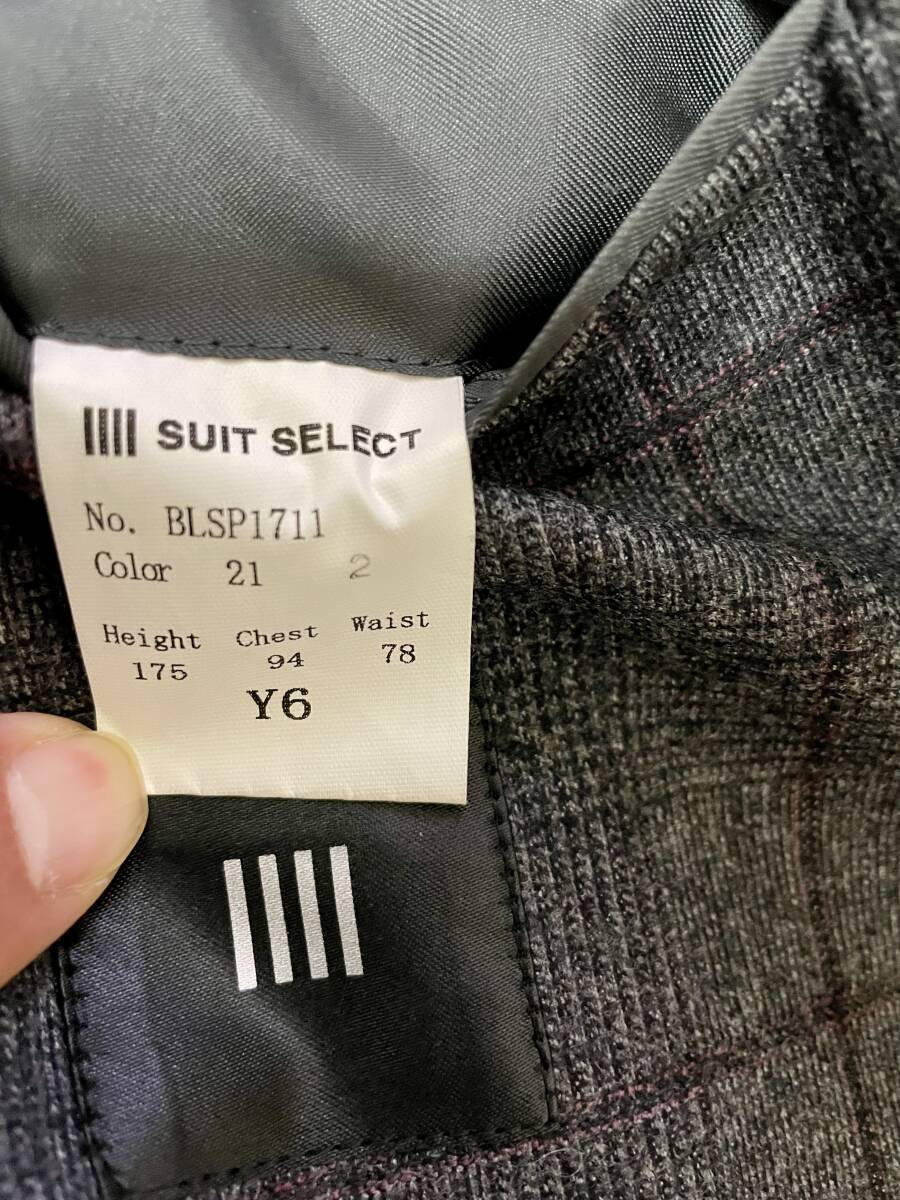 SUIT SELECT
No. BLSP1711
Color 21 2
Height Chest Waist
175 94 78
Y6